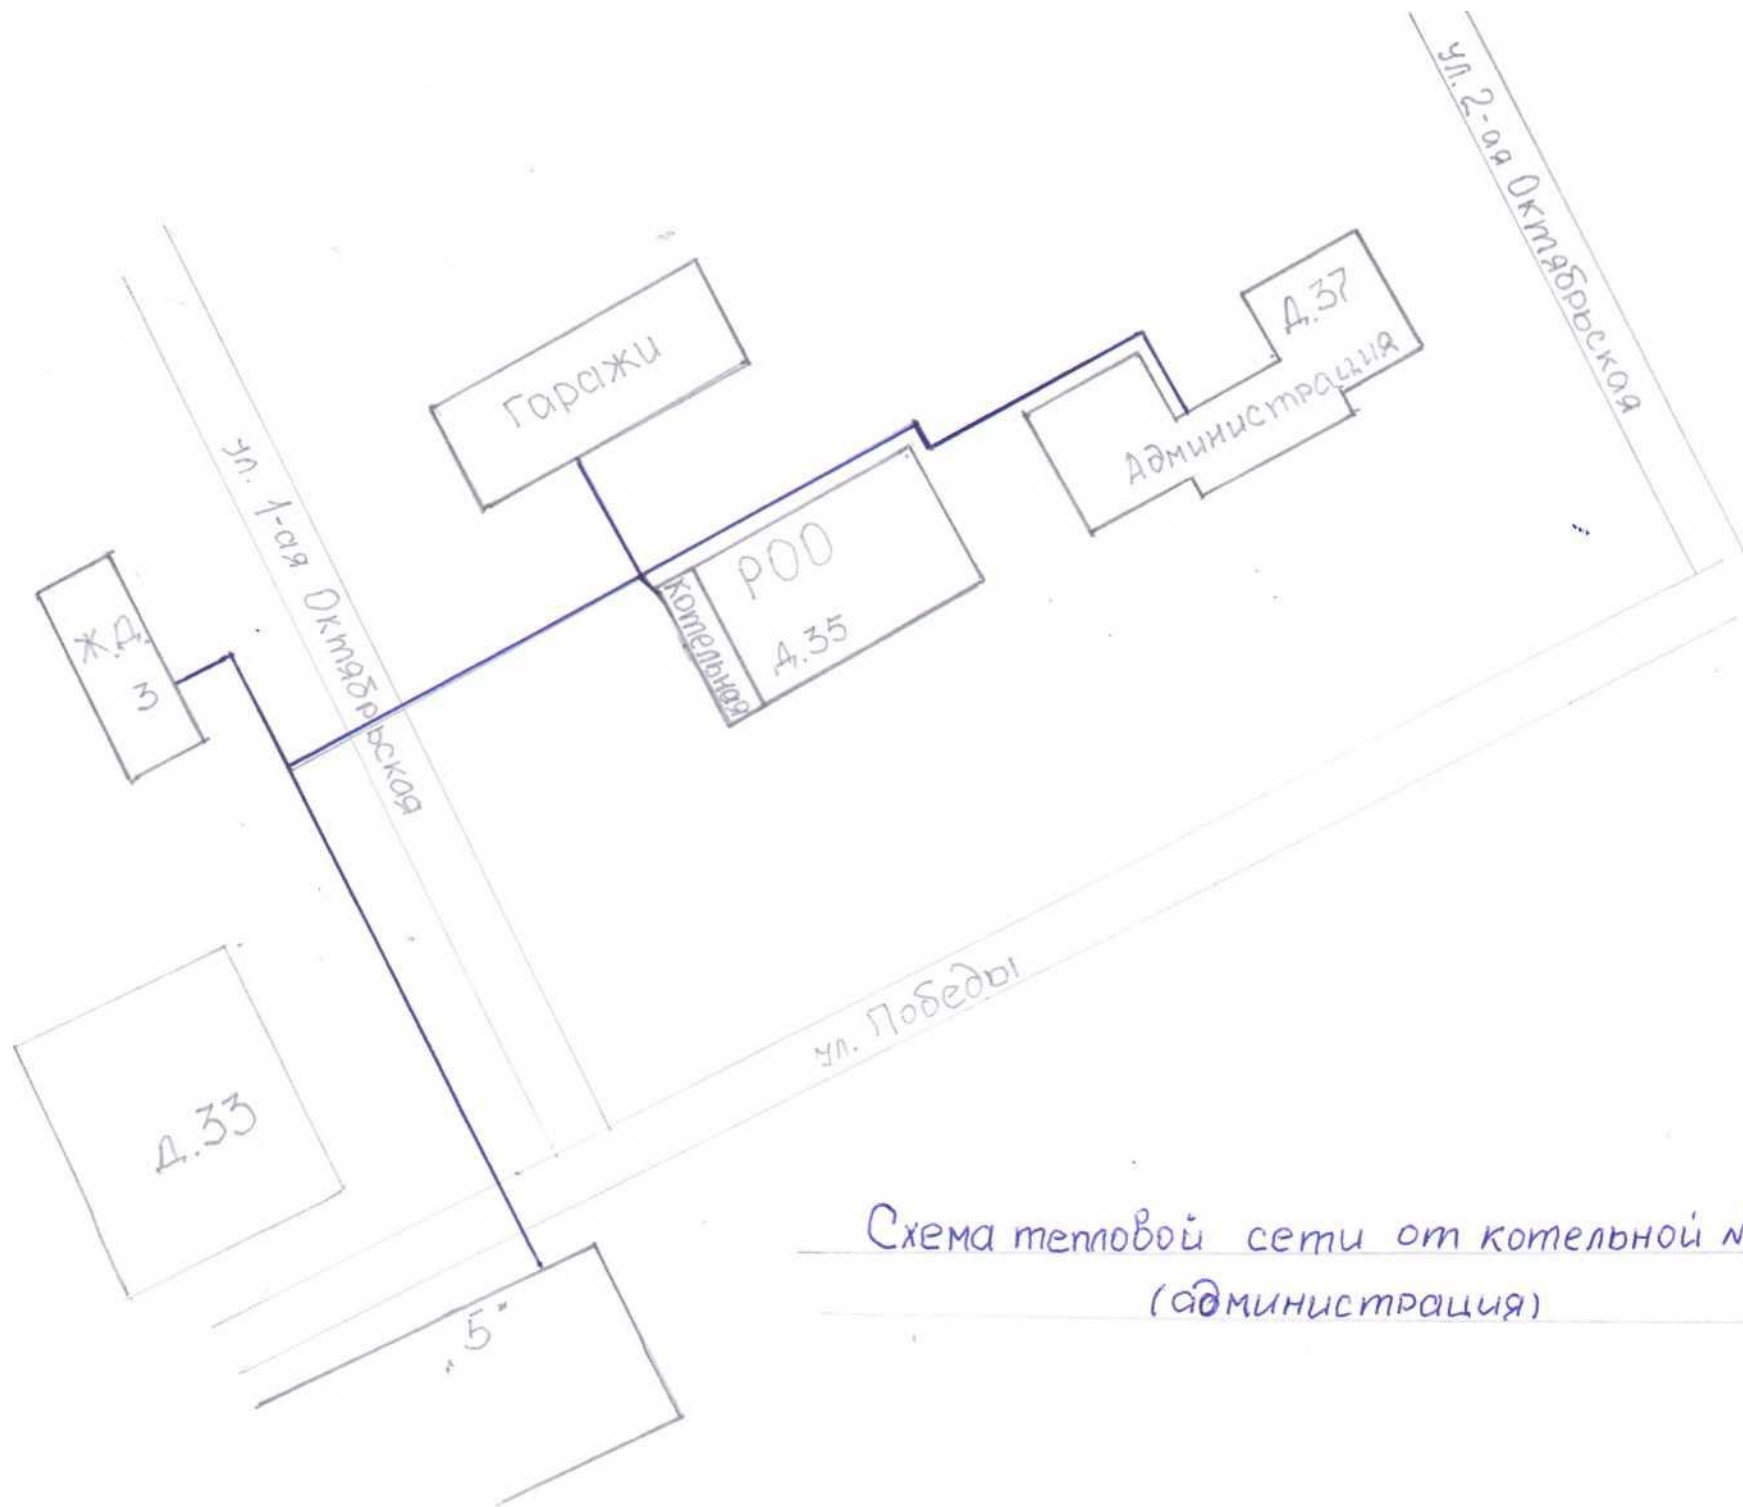 ул. 2-ая Октябрьская
Д.37
Администрация
Гаражи
ул. 1-ая Октябрьская
РОО
Д.35
котельная
Ж.Д.
3
ул. Победы
Д.33
„5”
Схема тепловой сети от котельной №
(администрация)